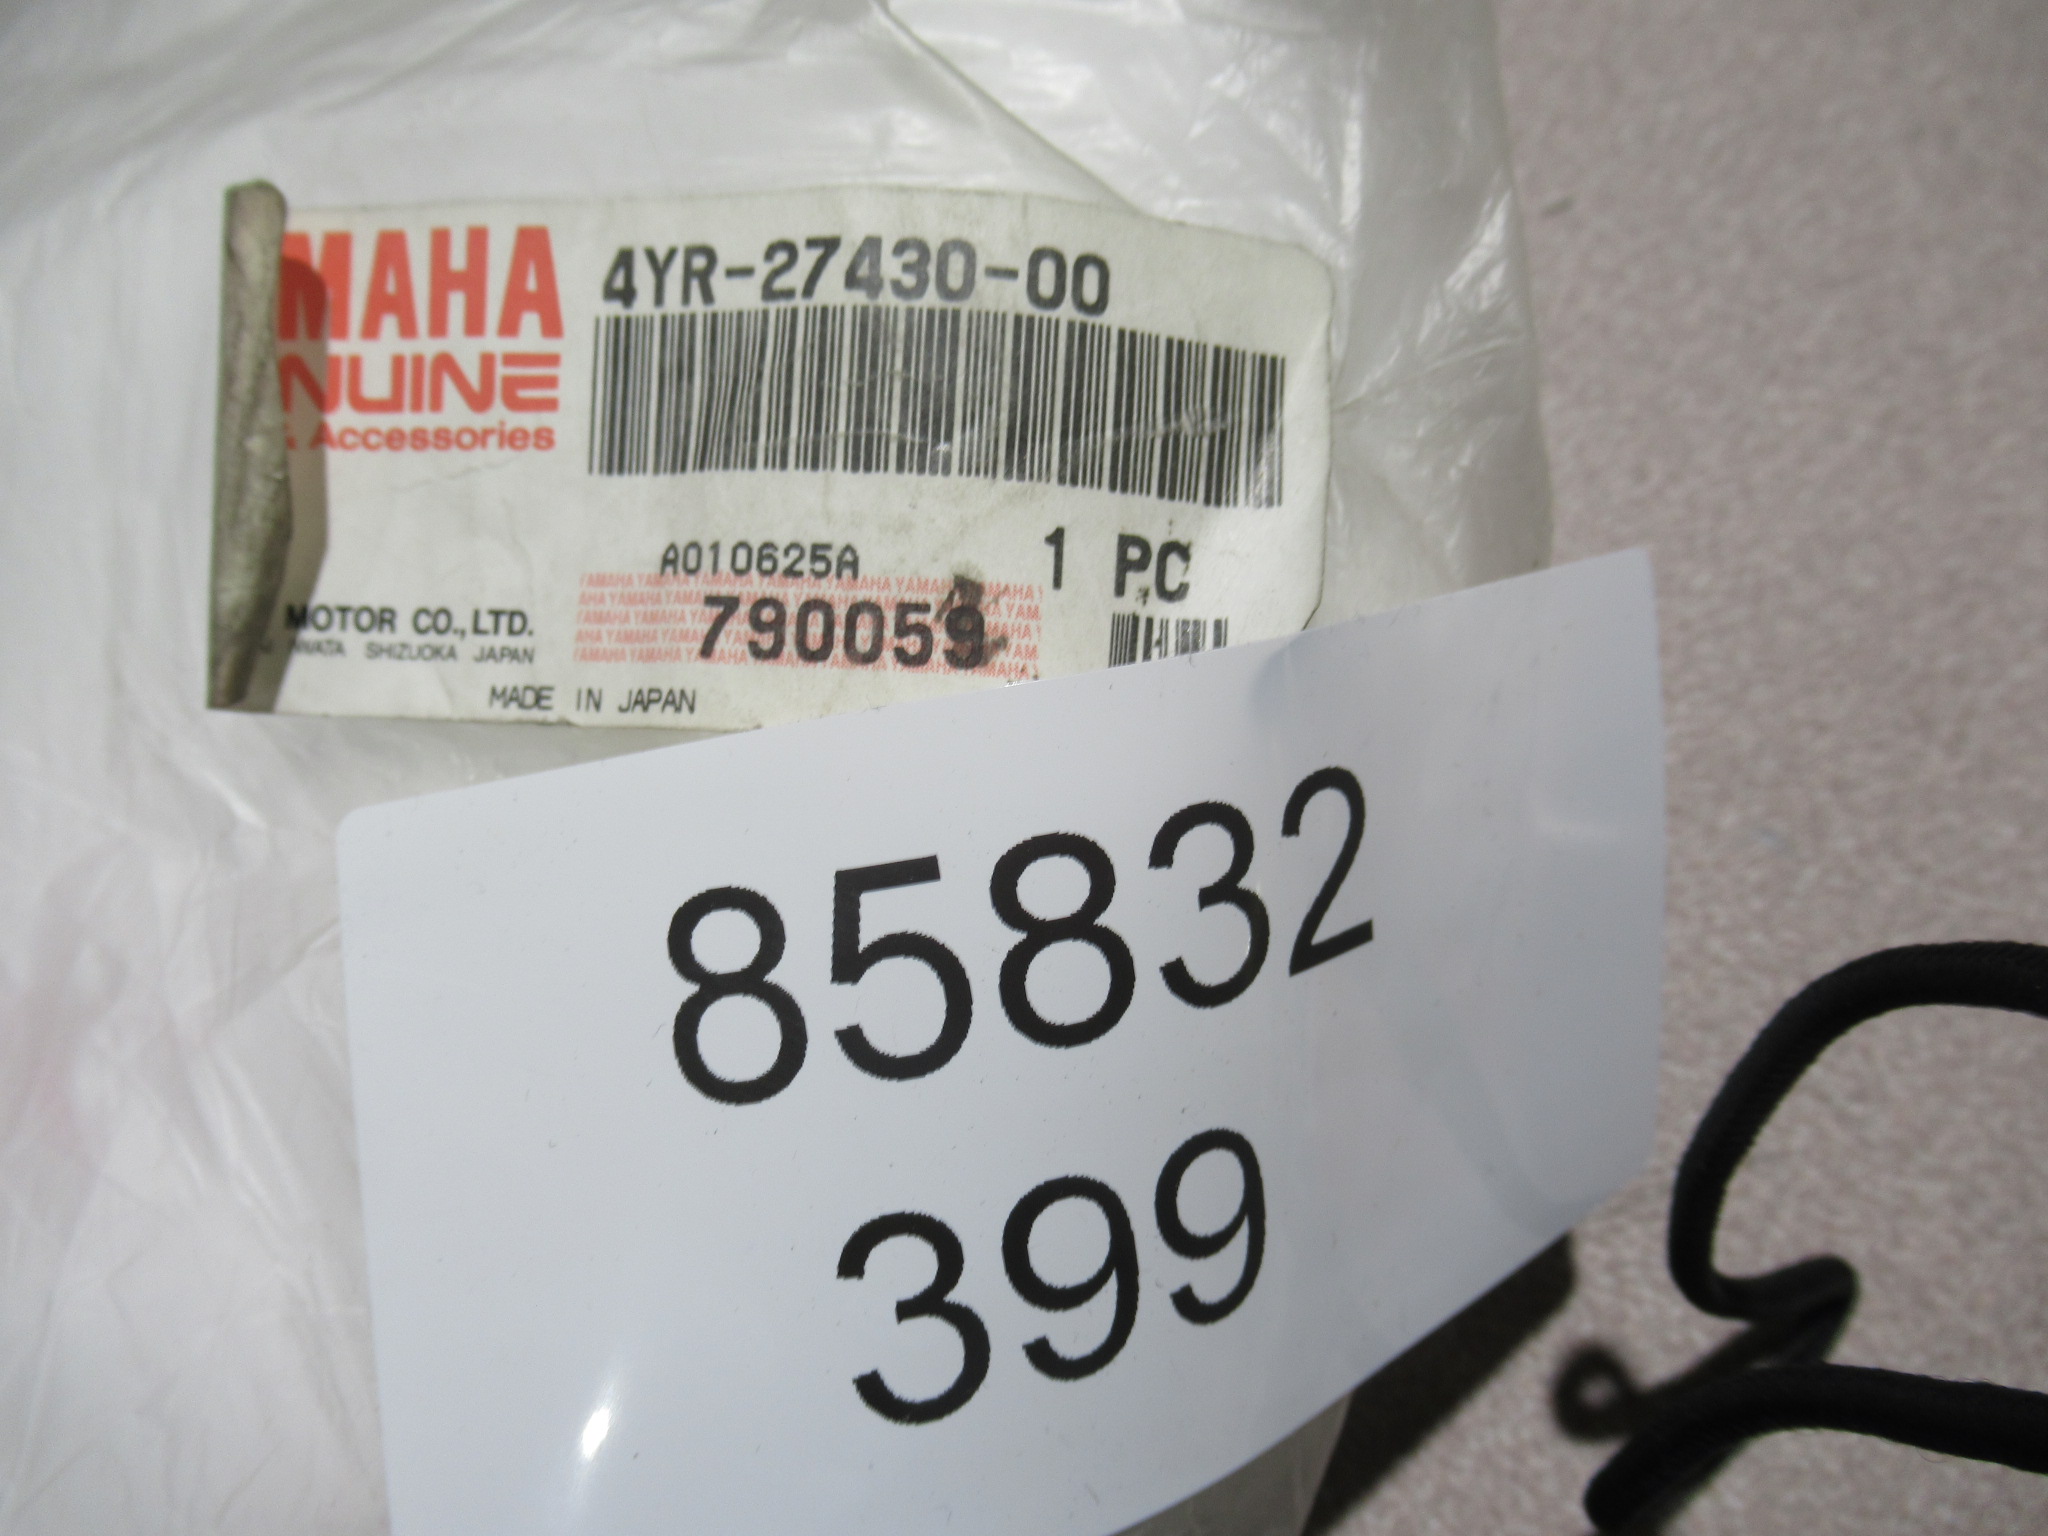 MAHA
NUINE
& Accessories
4YR-27430-00
A010625A
1 PC
790059
MOTOR CO., LTD.
IWATA SHIZUOKA JAPAN
MADE IN JAPAN
85832
399